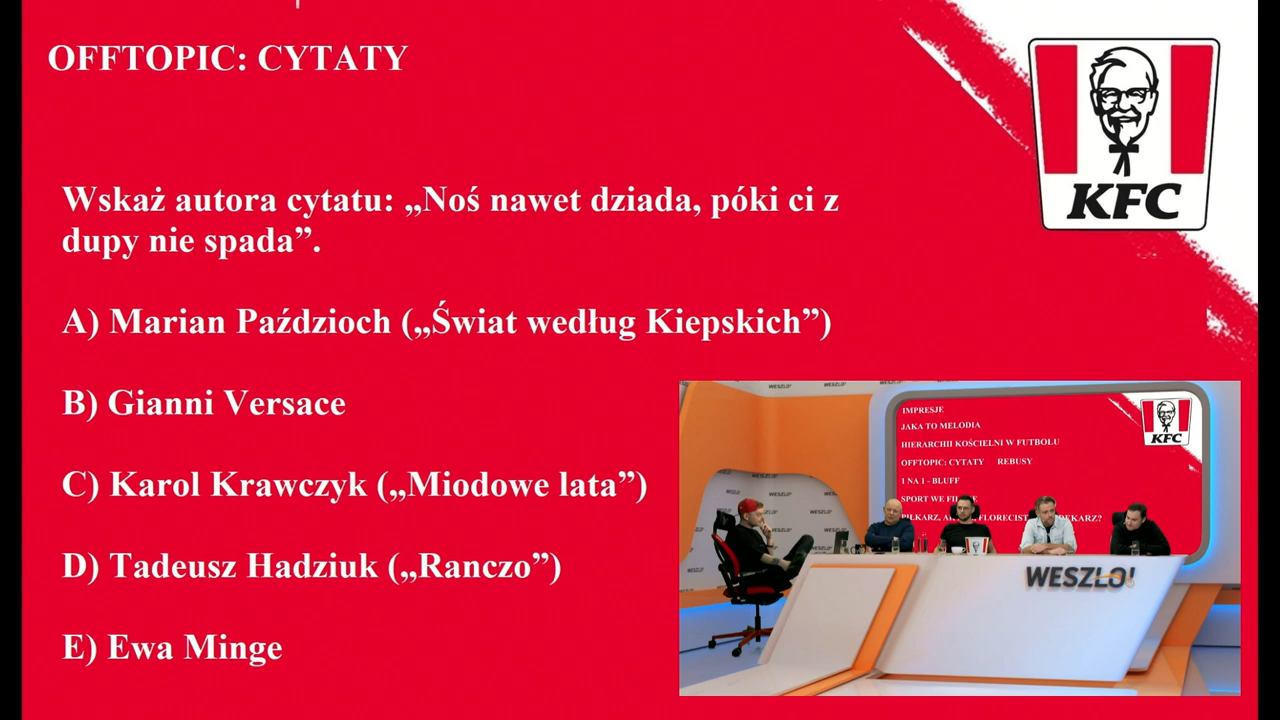 OFFTOPIC: CYTATY
Wskaż autora cytatu: „Noś nawet dziada, póki ci z
dupy nie spada”.
A) Marian Paździoch („Świat według Kiepskich”)
B) Gianni Versace
C) Karol Krawczyk („Miodowe lata”)
D) Tadeusz Hadziuk („Ranczo”)
E) Ewa Minge
KFC
WESZŁO!
IMPRESJE
JAKA TO MELODIA
HIERARCHII KOŚCIELNI W FUTBOLU
OFFTOPIC: CYTATY REBUSY
1 NA 1 - BLUFF
SPORT WE
PIŁKARZ,
KFC
WESZŁO!